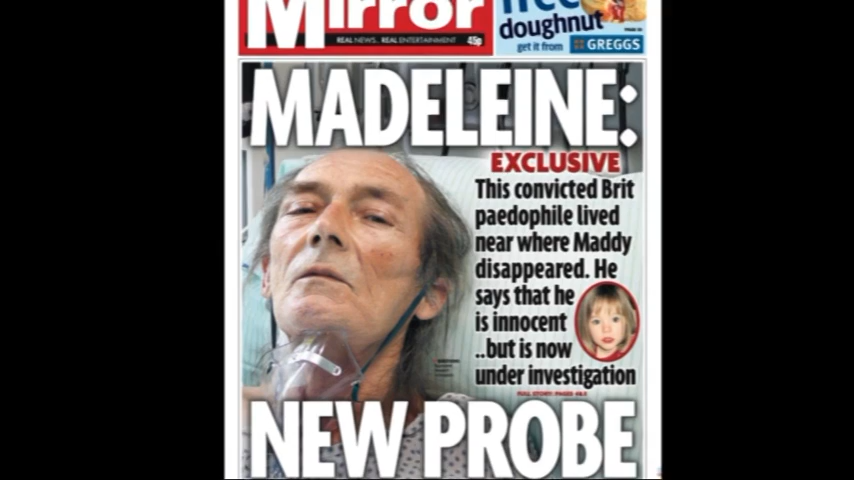 Mirror
REAL NEWS.. REAL ENTERTAINMENT 45p
free
doughnut
get it from GREGGS
MADELEINE:
EXCLUSIVE
This convicted Brit
paedophile lived
near where Maddy
disappeared. He
says that he
is innocent
..but is now
under investigation
NEW PROBE